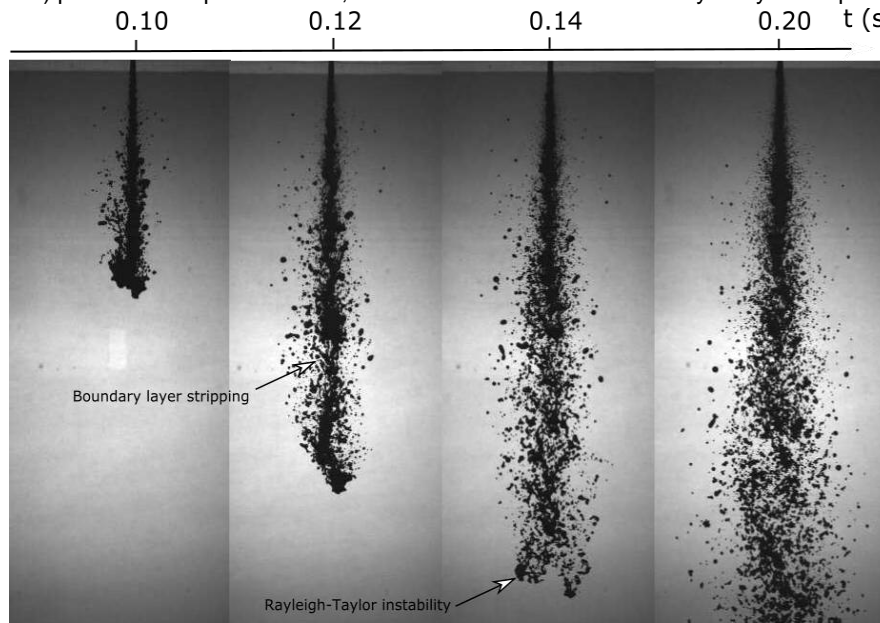 0.10 0.12 0.14 0.20 t (s
Boundary layer stripping
Rayleigh-Taylor instability